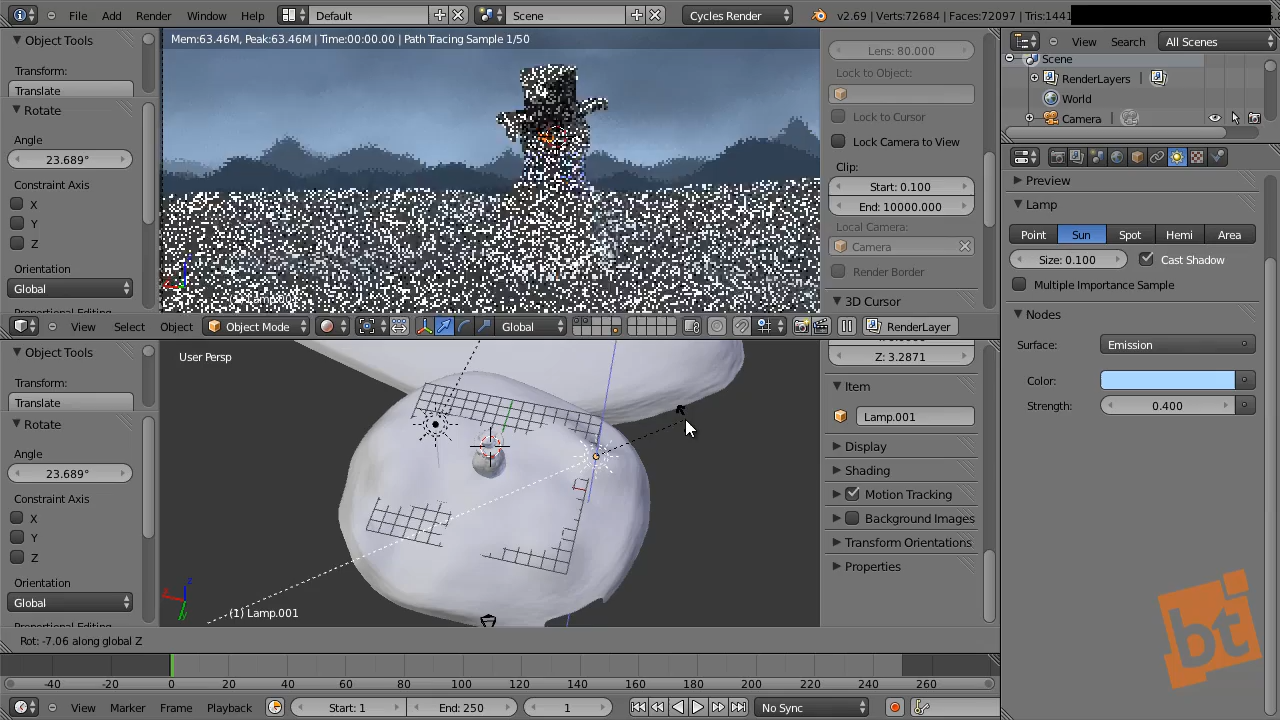 File Add Render Window Help Default Scene Cycles Render v2.69 | Verts:72684 | Faces:72097 | Tris:1441
Object Tools
Transform:
Translate
Rotate
Angle
23.689°
Constraint Axis
X
Y
Z
Orientation
Global
Mem:63.46M, Peak:63.46M | Time:00:00.00 | Path Tracing Sample 1/50
Lens: 80.000
Lock to Object:
Lock to Cursor
Lock Camera to View
Clip:
Start: 0.100
End: 10000.000
Local Camera:
Camera
Render Border
3D Cursor
View Select Object Object Mode Global RenderLayer
Object Tools
Transform:
Translate
Rotate
Angle
23.689°
Constraint Axis
X
Y
Z
Orientation
Global
User Persp
(1) Lamp.001
Z: 3.2871
Item
Lamp.001
Display
Shading
Motion Tracking
Background Images
Transform Orientations
Properties
Rot: -7.06 along global Z
-40 -20 0 20 40 60 80 100 120 140 160 180 200 220 240 260
View Marker Frame Playback Start: 1 End: 250 1 No Sync
View Search All Scenes
Scene
RenderLayers
World
Camera
Preview
Lamp
Point Sun Spot Hemi Area
Size: 0.100 Cast Shadow
Multiple Importance Sample
Nodes
Surface: Emission
Color:
Strength: 0.400
bt